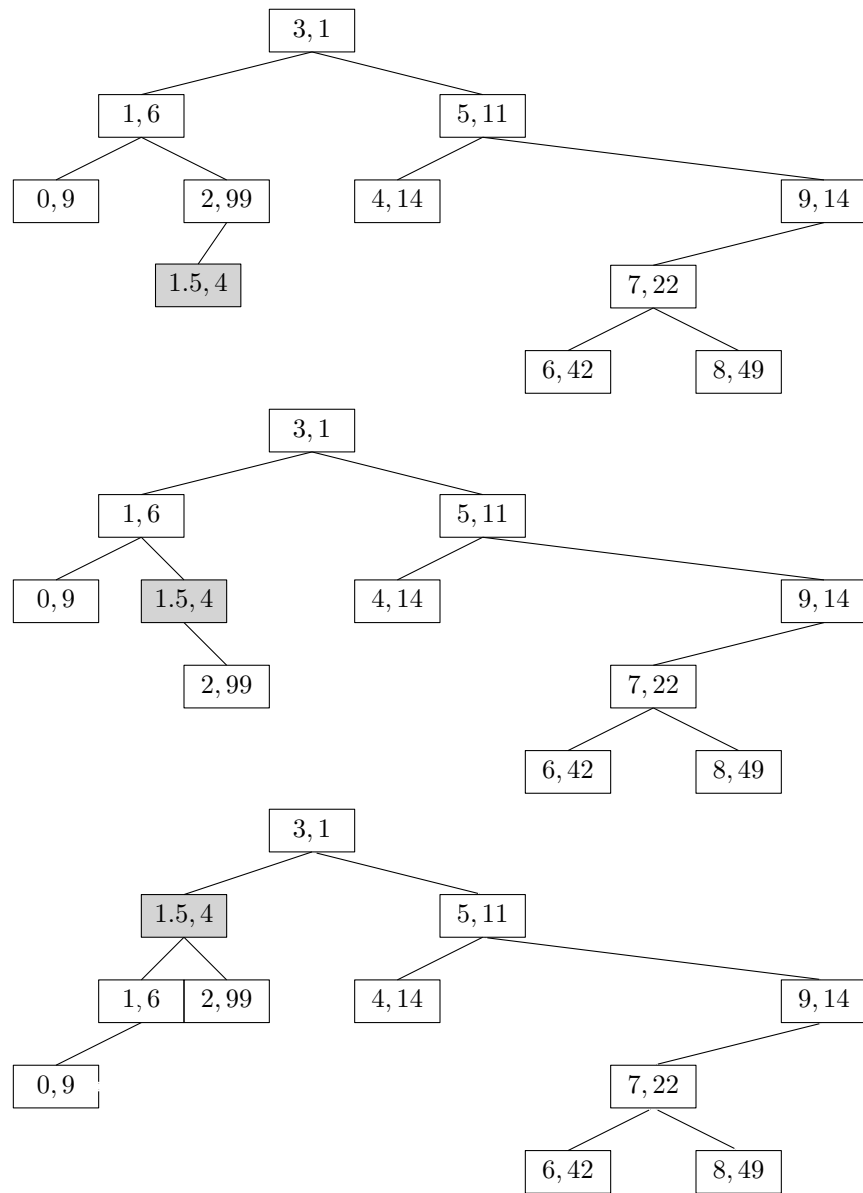 3, 1
1, 6 5, 11
0, 9 2, 99 4, 14 9, 14
1.5, 4 7, 22
6, 42 8, 49
3, 1
1, 6 5, 11
0, 9 1.5, 4 4, 14 9, 14
2, 99 7, 22
6, 42 8, 49
3, 1
1.5, 4 5, 11
1, 6 2, 99 4, 14 9, 14
0, 9 7, 22
6, 42 8, 49